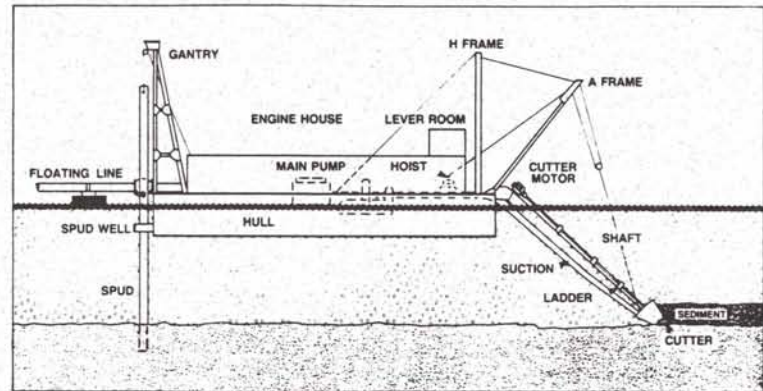 H FRAME
GANTRY
A FRAME
ENGINE HOUSE
LEVER ROOM
FLOATING LINE
MAIN PUMP
HOIST
CUTTER
MOTOR
SPUD WELL
HULL
SHAFT
SUCTION
SPUD
LADDER
SEDIMENT
CUTTER